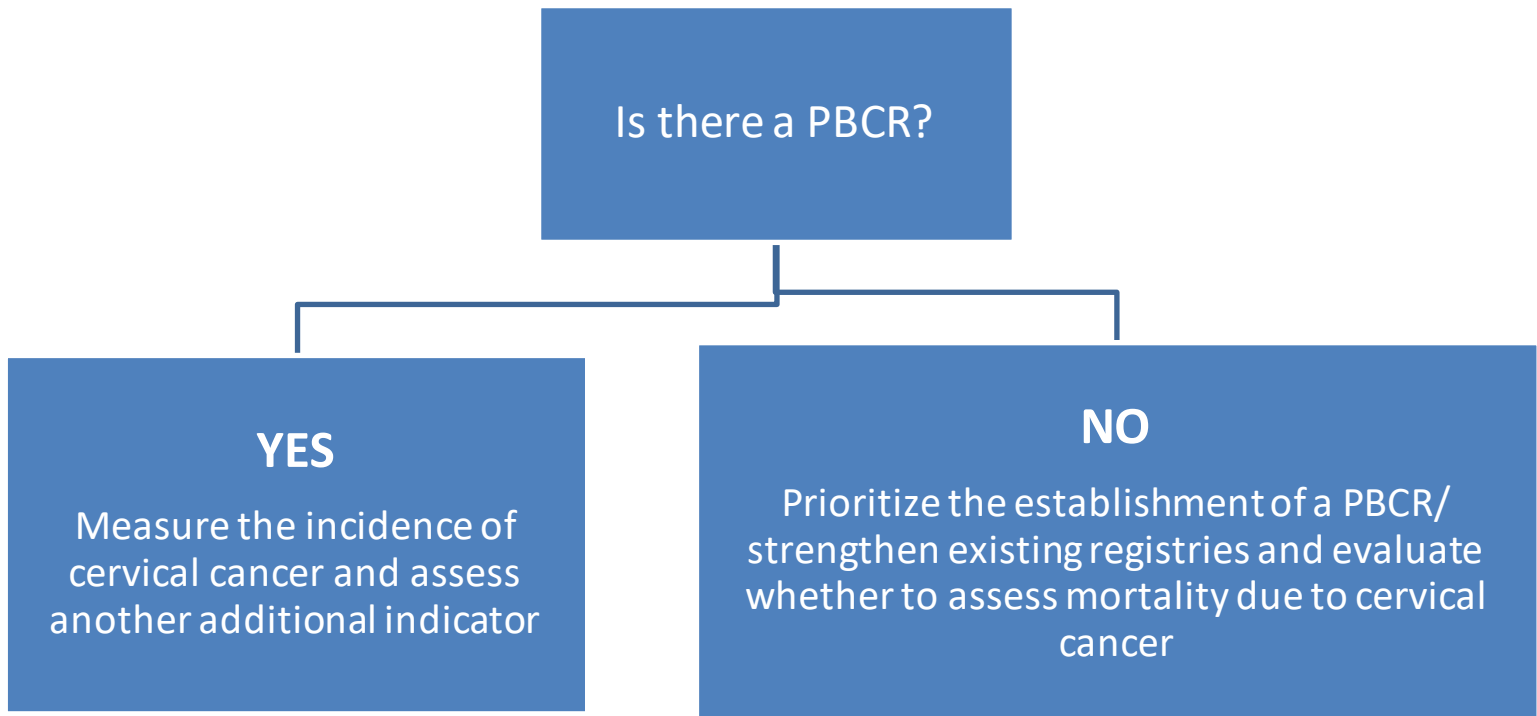 Is there a PBCR?
YES
Measure the incidence of
cervical cancer and assess
another additional indicator
NO
Prioritize the establishment of a PBCR/
strengthen existing registries and evaluate
whether to assess mortality due to cervical
cancer